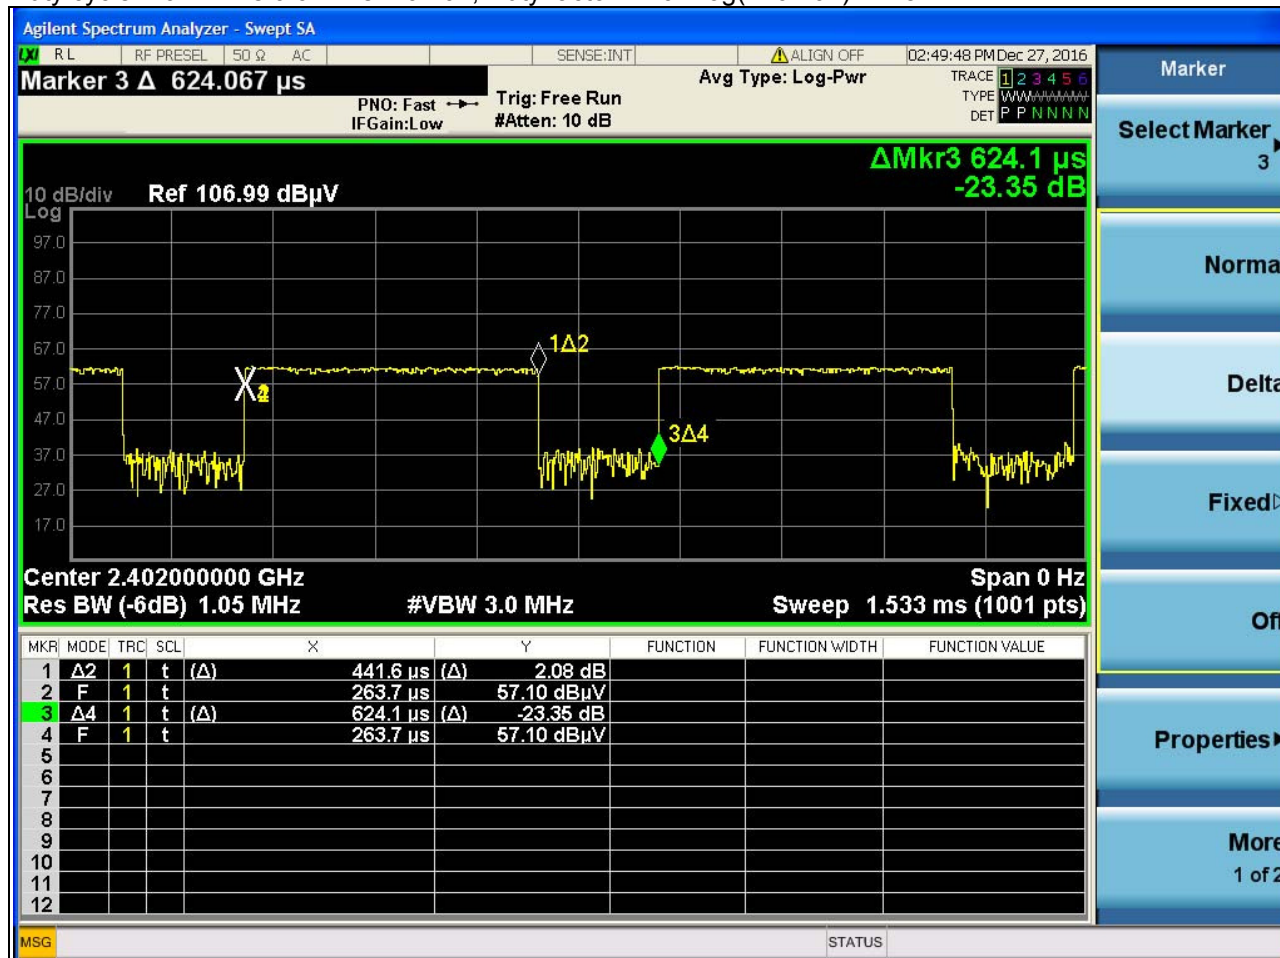 Agilent Spectrum Analyzer - Swept SA
LXI RL RF PRESEL 50 Ω AC SENSE:INT ALIGN OFF 02:49:48 PM Dec 27, 2016
Marker 3 Δ 624.067 µs
PNO: Fast
IFGain:Low
Trig: Free Run
#Atten: 10 dB
Avg Type: Log-Pwr
TRACE 1 2 3 4 5 6
TYPE
DET P P N N N N
ΔMkr3 624.1 µs
-23.35 dB
10 dB/div Ref 106.99 dBµV
Log
97.0
87.0
77.0
67.0
57.0
47.0
37.0
27.0
17.0
1Δ2
3Δ4
Center 2.402000000 GHz Span 0 Hz
Res BW (-6dB) 1.05 MHz #VBW 3.0 MHz Sweep 1.533 ms (1001 pts)
MKR MODE TRC SCL X Y FUNCTION FUNCTION WIDTH FUNCTION VALUE
1 Δ2 1 t (Δ) 441.6 µs (Δ) 2.08 dB
2 F 1 t 263.7 µs 57.10 dBµV
3 Δ4 1 t (Δ) 624.1 µs (Δ) -23.35 dB
4 F 1 t 263.7 µs 57.10 dBµV
5
6
7
8
9
10
11
12
MSG STATUS
Marker
Select Marker
3
Norma
Delta
Fixed
Off
Properties
More
1 of 2